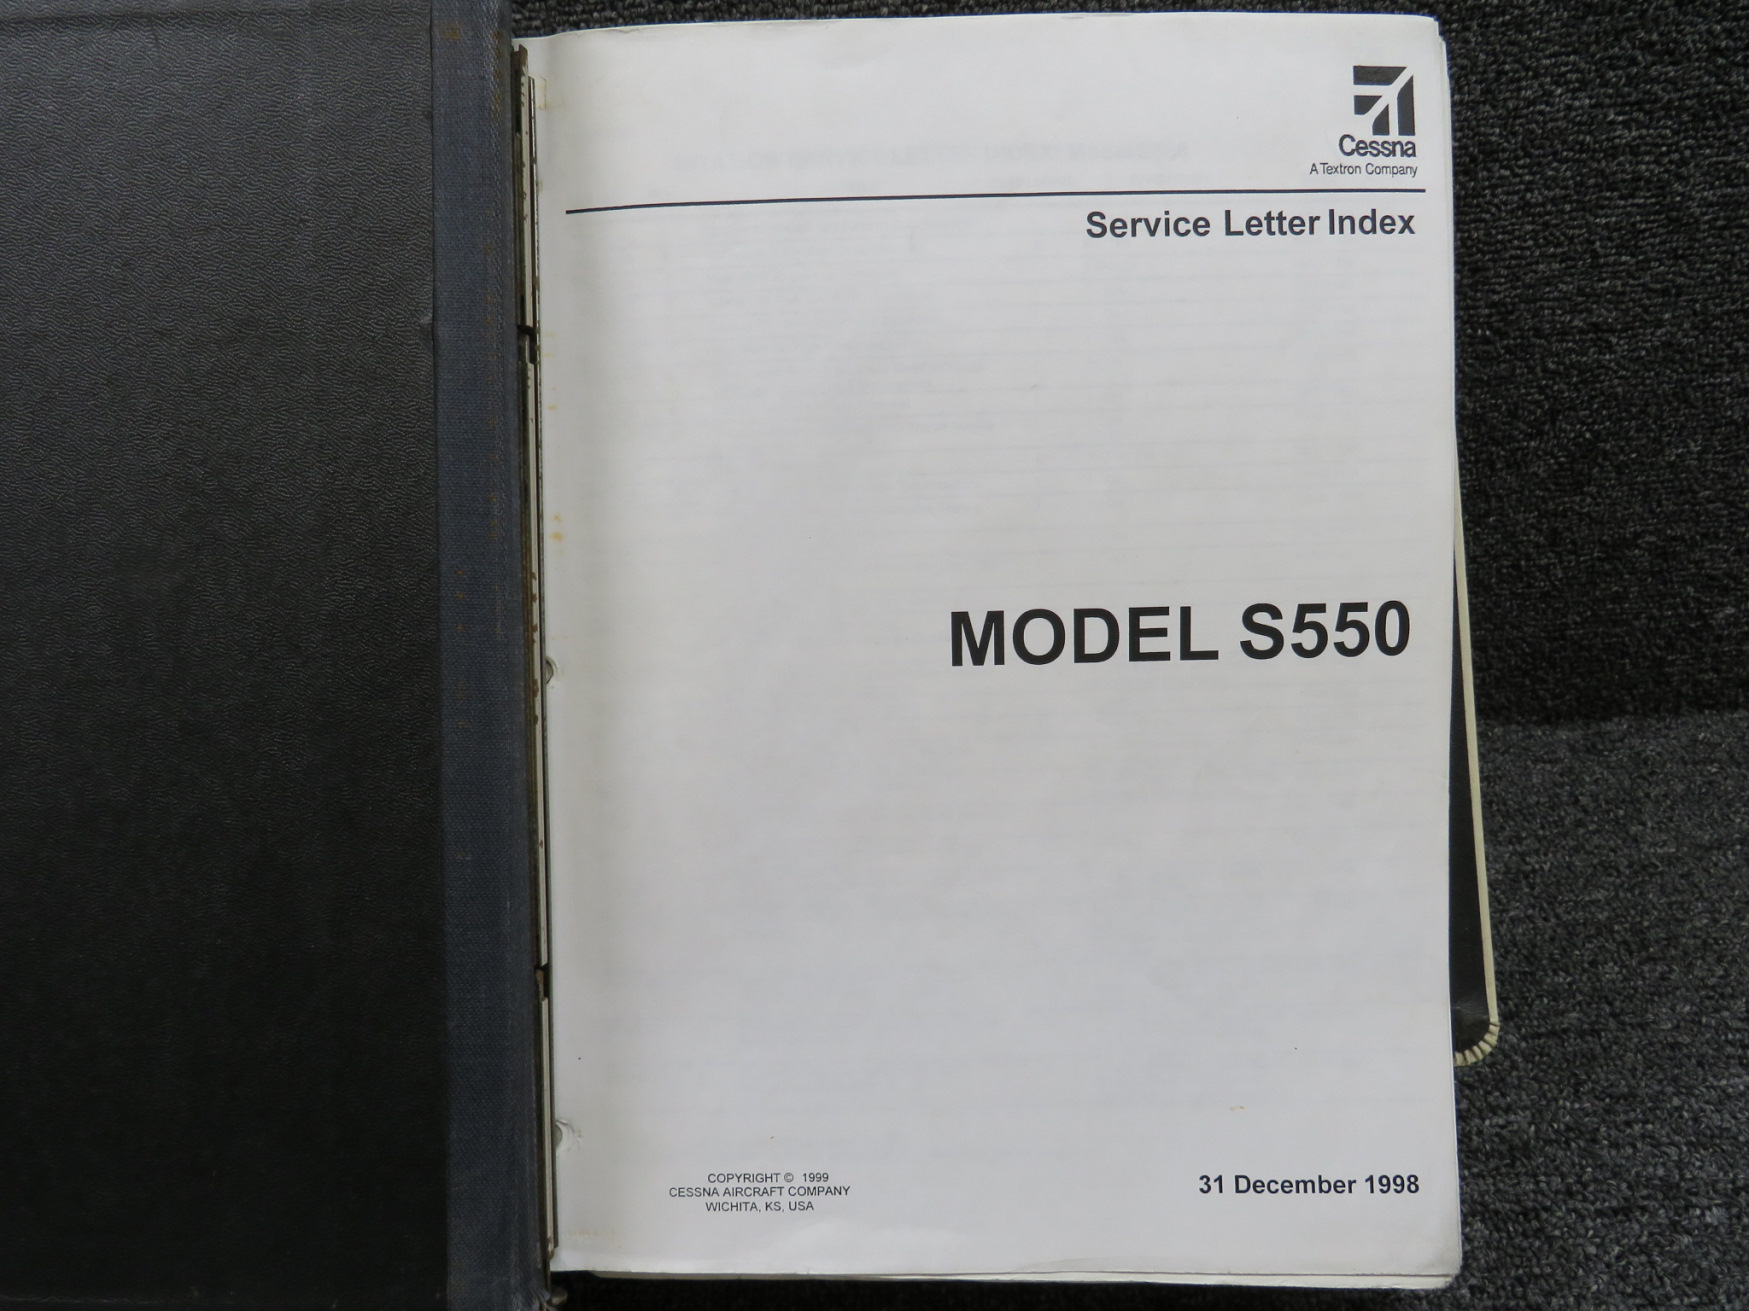 Cessna
A Textron Company
Service Letter Index
MODEL S550
COPYRIGHT © 1999
CESSNA AIRCRAFT COMPANY
WICHITA, KS, USA
31 December 1998